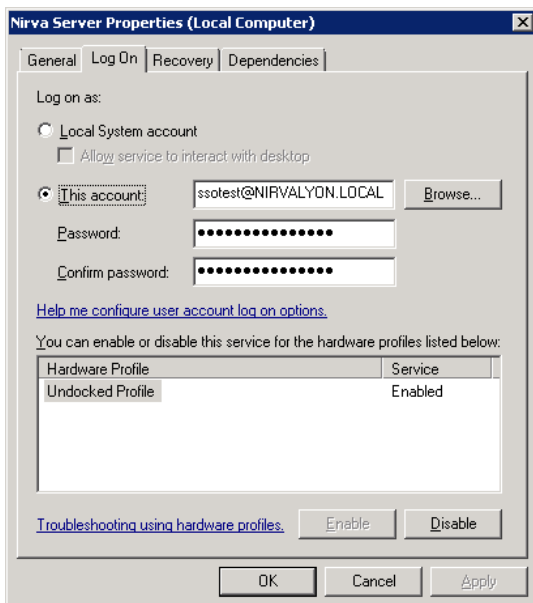 Nirva Server Properties (Local Computer)
General Log On Recovery Dependencies
Log on as:
Local System account
Allow service to interact with desktop
This account: ssotest@NIRVALYON.LOCAL Browse...
Password: •••••••••••••••
Confirm password: •••••••••••••••
Help me configure user account log on options.
You can enable or disable this service for the hardware profiles listed below:
Hardware Profile Service
Undocked Profile Enabled
Troubleshooting using hardware profiles. Enable Disable
OK Cancel Apply